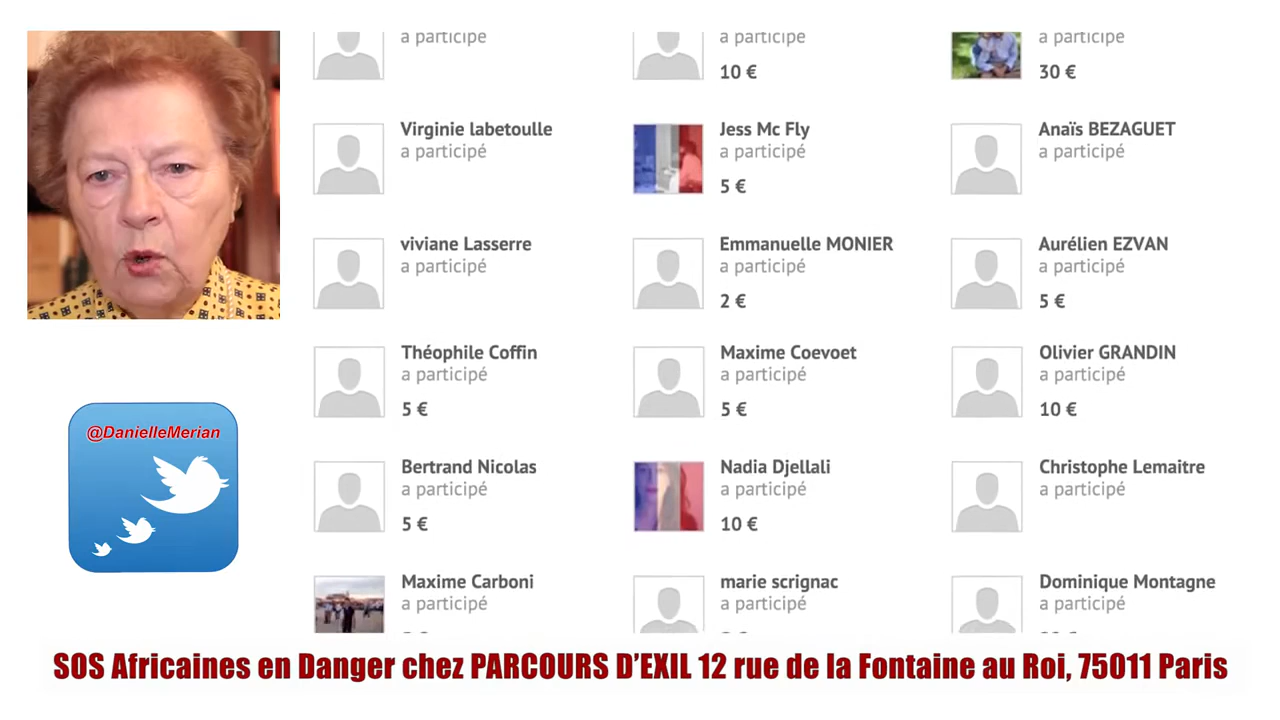 a participé
a participé
10 €
a participé
30 €
Virginie labetoulle
a participé
Jess Mc Fly
a participé
5 €
Anaïs BEZAGUET
a participé
viviane Lasserre
a participé
Emmanuelle MONIER
a participé
2 €
Aurélien EZVAN
a participé
5 €
Théophile Coffin
a participé
5 €
Maxime Coevoet
a participé
5 €
Olivier GRANDIN
a participé
10 €
@DanielleMerian
Bertrand Nicolas
a participé
5 €
Nadia Djellali
a participé
10 €
Christophe Lemaitre
a participé
Maxime Carboni
a participé
marie scrignac
a participé
Dominique Montagne
a participé
SOS Africaines en Danger chez PARCOURS D'EXIL 12 rue de la Fontaine au Roi, 75011 Paris